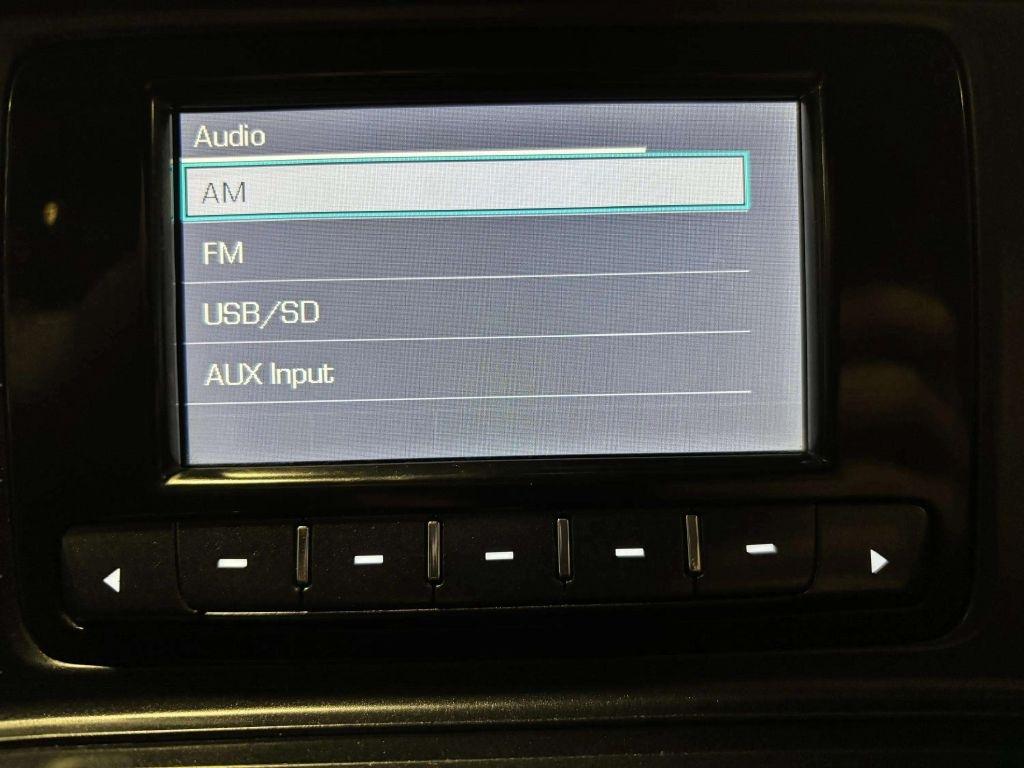 Audio
AM
FM
USB/SD
AUX Input